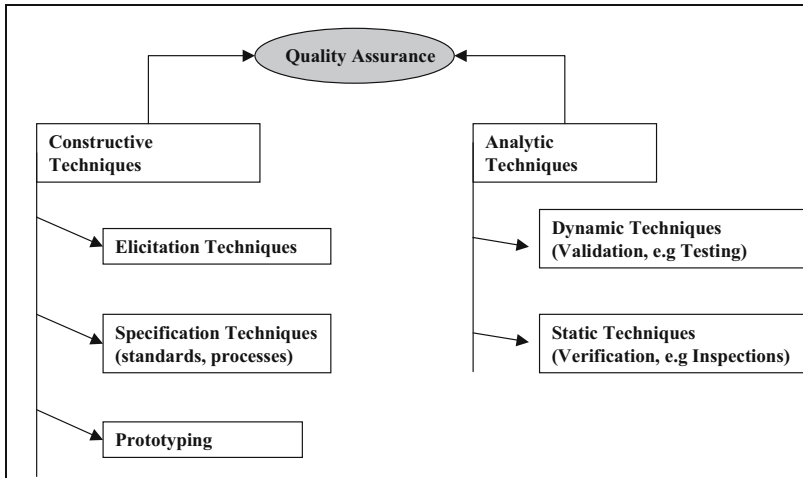 Quality Assurance
Constructive
Techniques
Elicitation Techniques
Specification Techniques
(standards, processes)
Prototyping
Analytic
Techniques
Dynamic Techniques
(Validation, e.g Testing)
Static Techniques
(Verification, e.g Inspections)